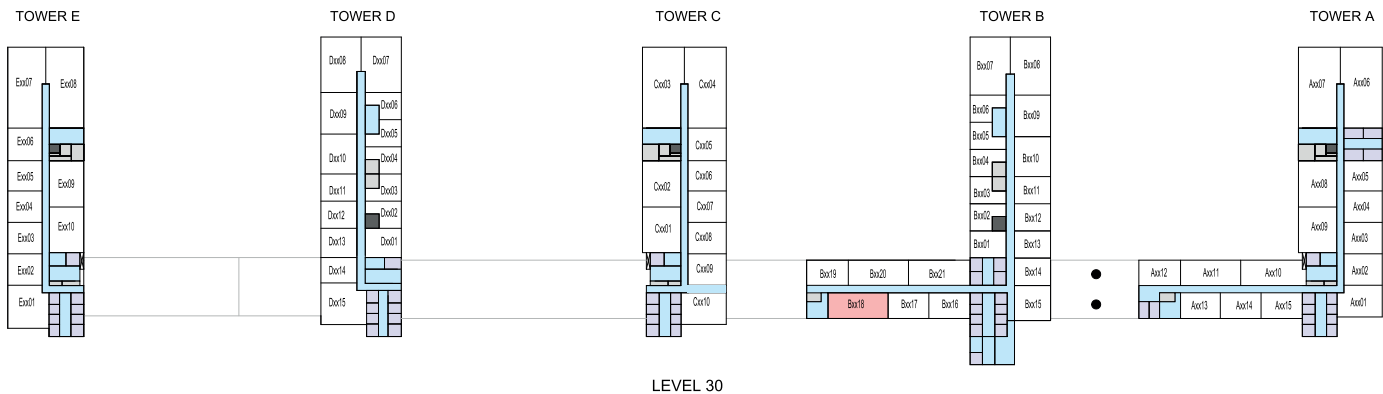 TOWER E
TOWER D
TOWER C
TOWER B
TOWER A
Exx07
Exx08
Exx06
Exx05
Exx09
Exx04
Exx10
Exx03
Exx02
Exx01
Dxx08
Dxx07
Dxx06
Dxx09
Dxx05
Dxx10
Dxx04
Dxx11
Dxx03
Dxx12
Dxx02
Dxx13
Dxx01
Dxx14
Dxx15
Cxx03
Cxx04
Cxx05
Cxx02
Cxx06
Cxx07
Cxx01
Cxx08
Cxx09
Cxx10
Bxx07
Bxx08
Bxx06
Bxx09
Bxx05
Bxx04
Bxx10
Bxx03
Bxx11
Bxx02
Bxx12
Bxx01
Bxx13
Bxx19
Bxx20
Bxx21
Bxx14
Bxx18
Bxx17
Bxx16
Bxx15
Axx07
Axx06
Axx08
Axx05
Axx04
Axx09
Axx03
Axx12
Axx11
Axx10
Axx02
Axx13
Axx14
Axx15
Axx01
LEVEL 30